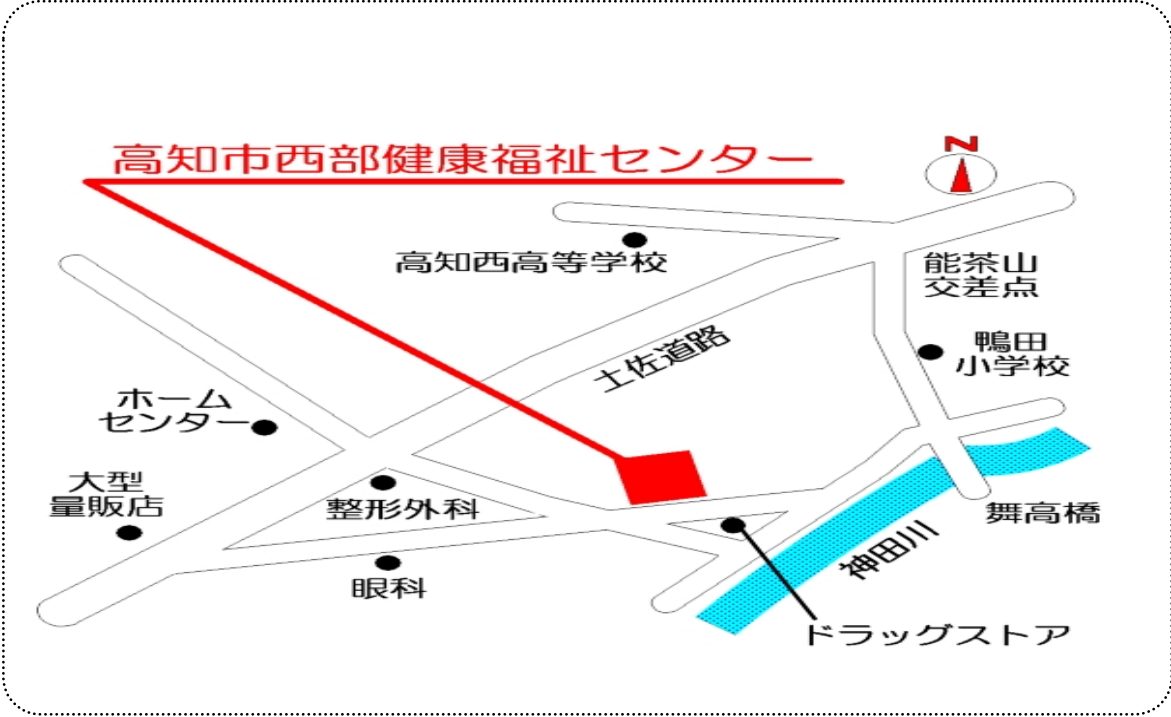 高知市西部健康福祉センター
N
高知西高等学校
能茶山
交差点
土佐道路
鴨田
小学校
ホーム
センター
大型
量販店
整形外科
舞高橋
神田川
眼科
ドラッグストア